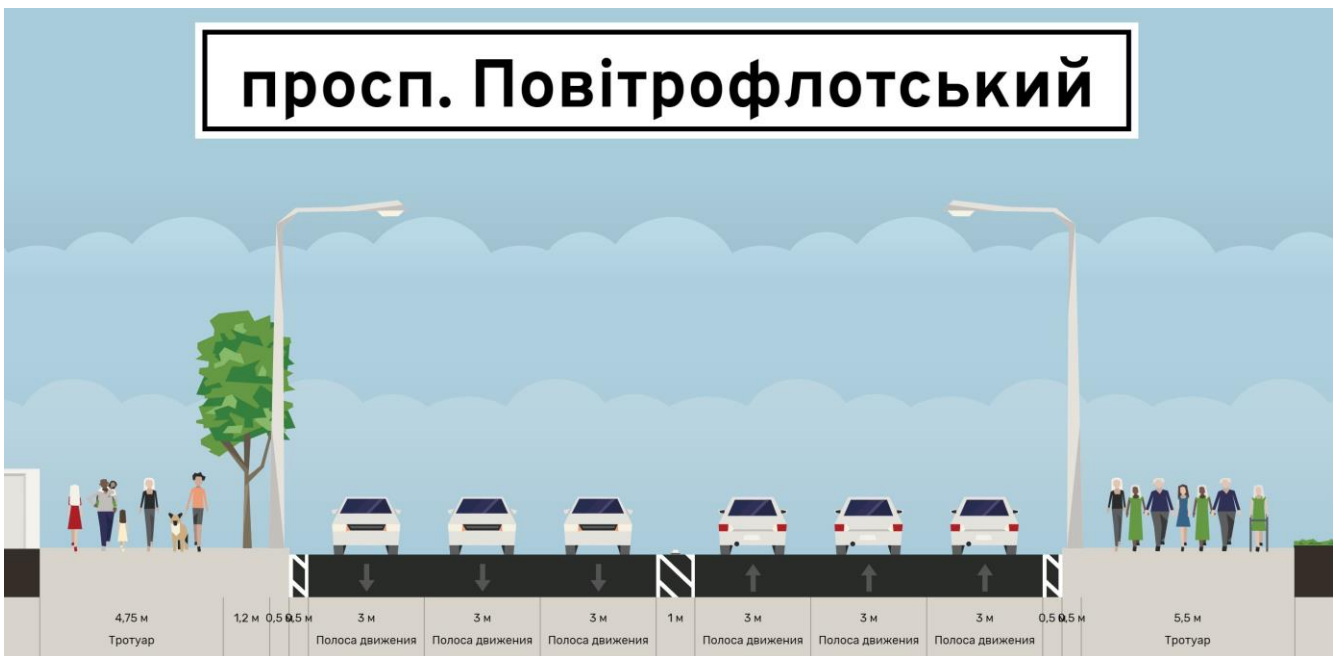 просп. Повітрофлотський
4,75 м 1,2 м 0,5 м 0,5 м 3 м 3 м 3 м 1 м 3 м 3 м 3 м 0,5 м 0,5 м 5,5 м
Тротуар Полоса движения Полоса движения Полоса движения Полоса движения Полоса движения Полоса движения Тротуар